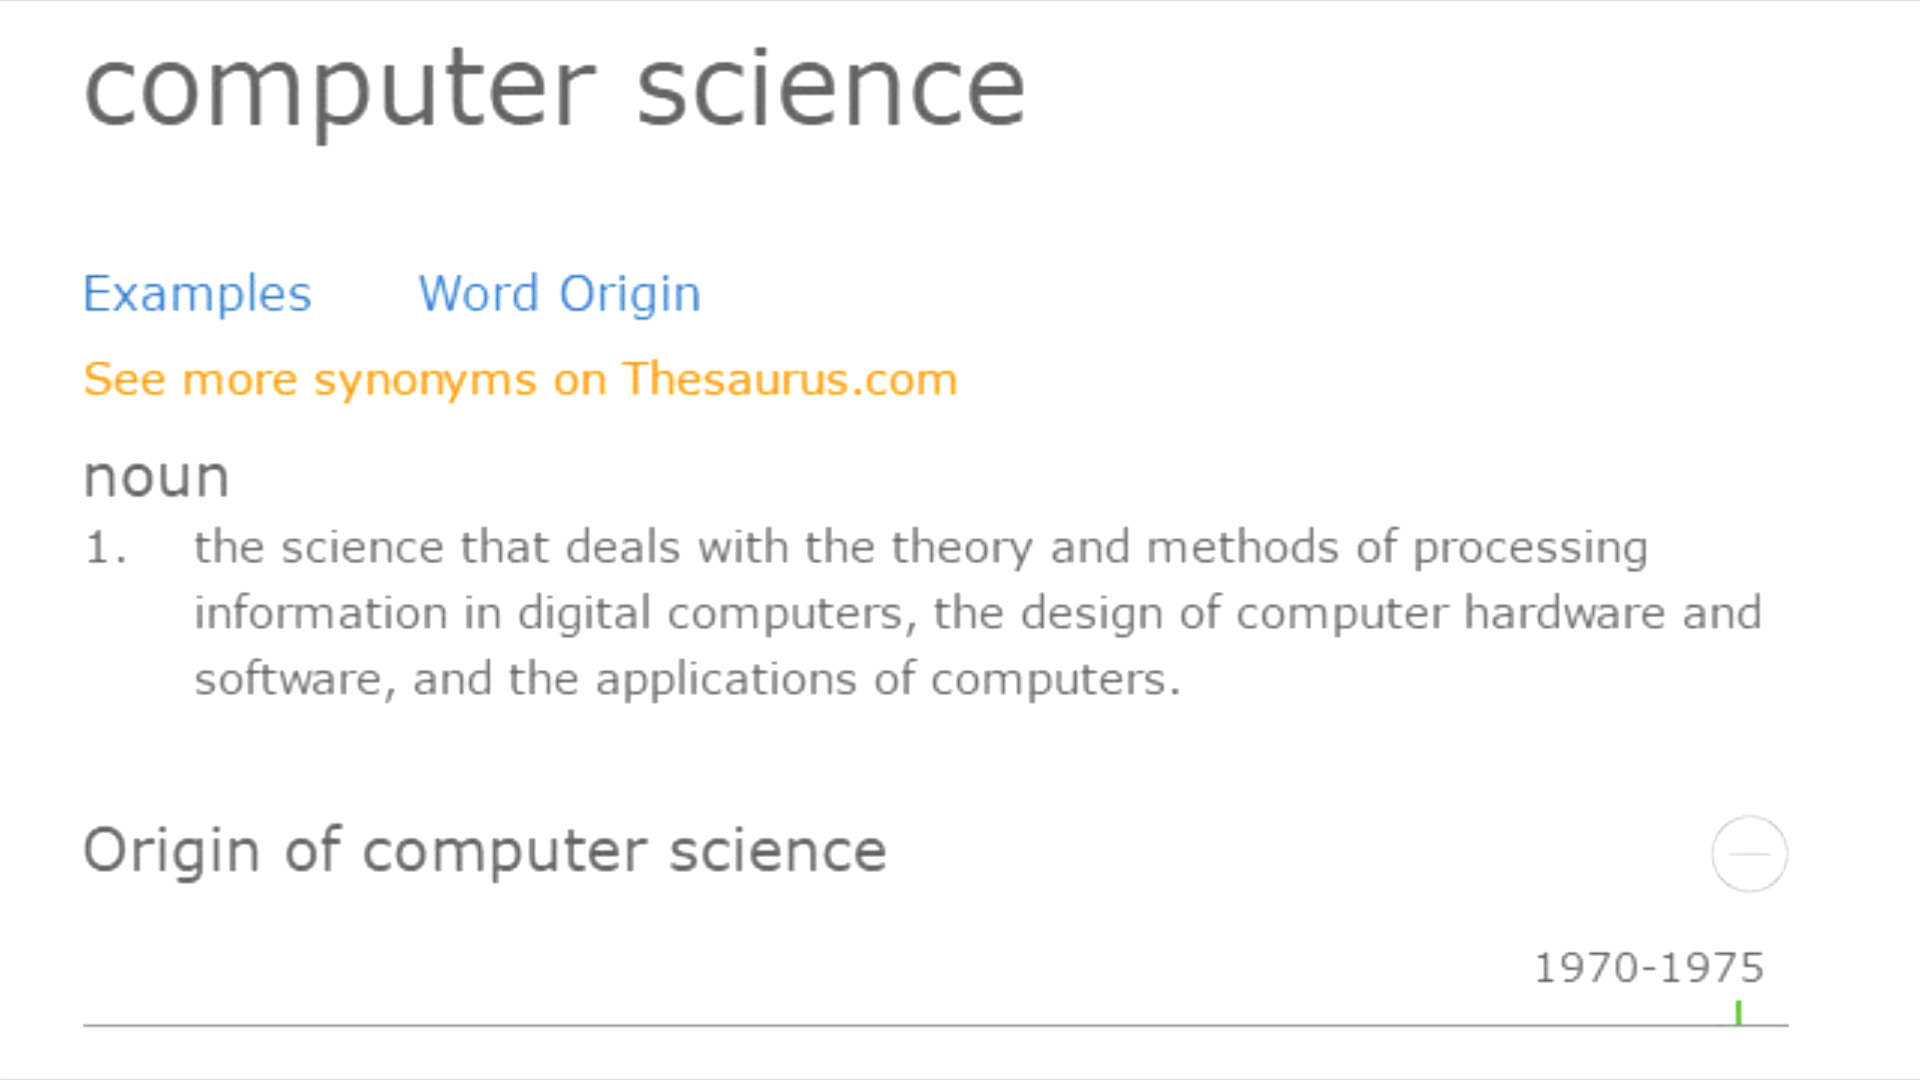 computer science
Examples Word Origin
See more synonyms on Thesaurus.com
noun
1. the science that deals with the theory and methods of processing
information in digital computers, the design of computer hardware and
software, and the applications of computers.
Origin of computer science
1970-1975